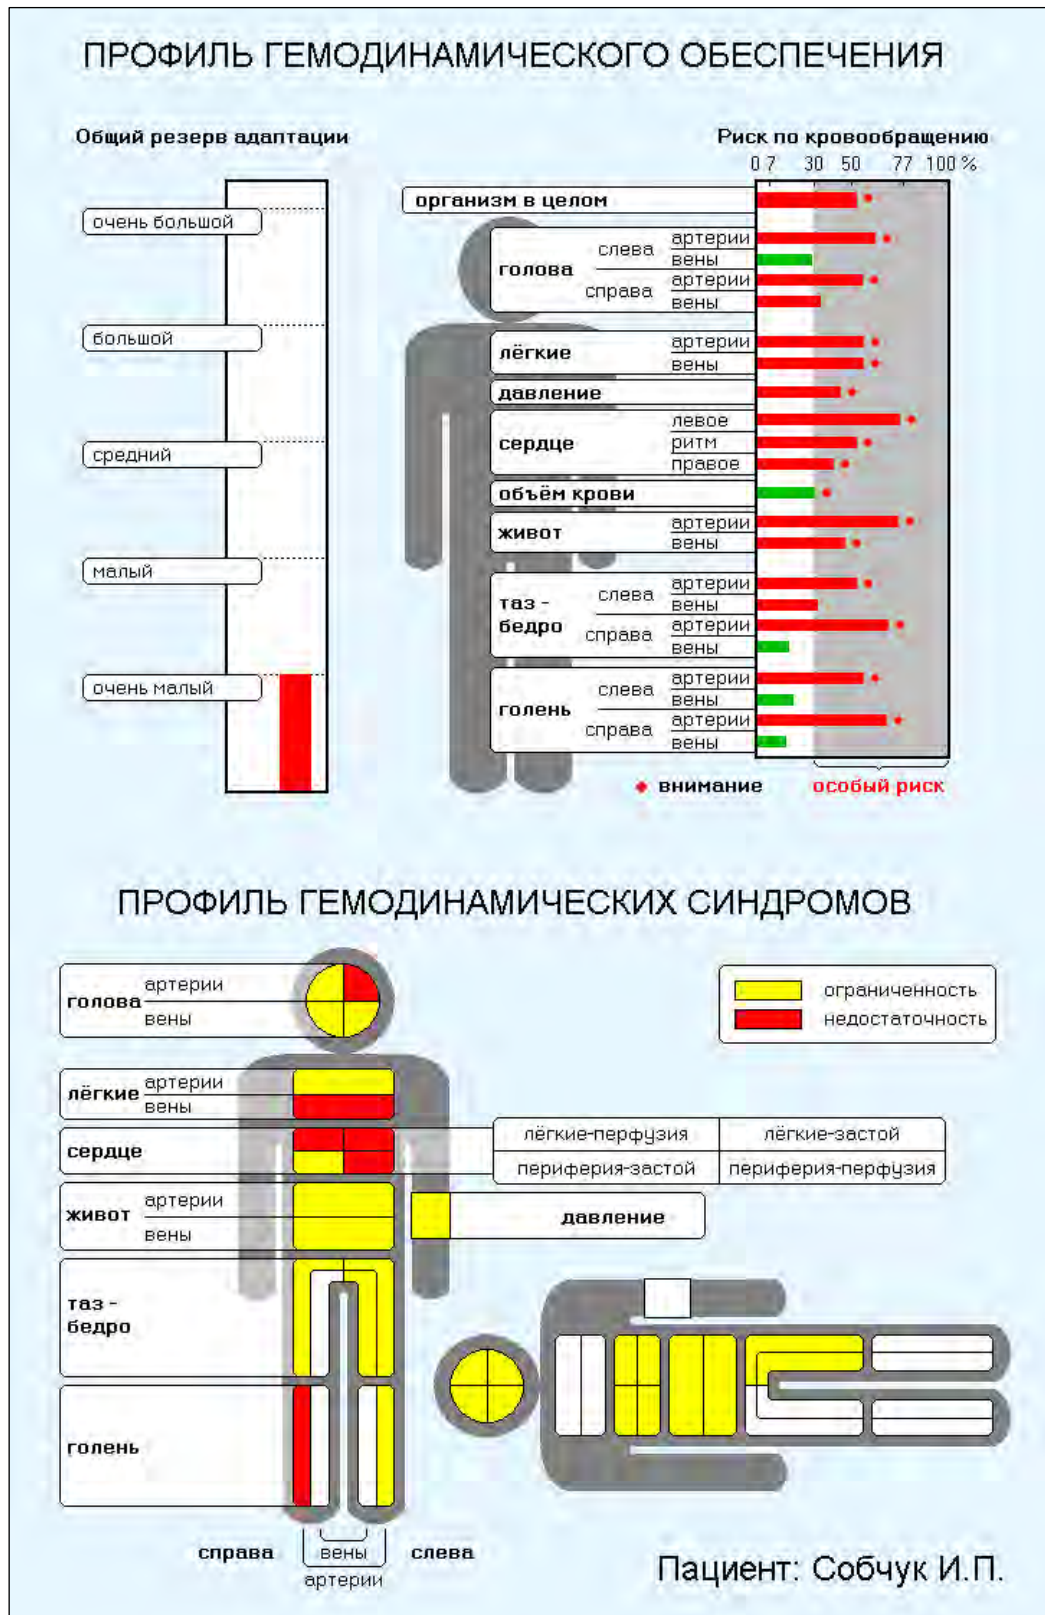 ПРОФИЛЬ ГЕМОДИНАМИЧЕСКОГО ОБЕСПЕЧЕНИЯ
Общий резерв адаптации
очень большой
большой
средний
малый
очень малый
Риск по кровообращению
0 7 30 50 77 100 %
организм в целом
голова
слева
артерии
вены
справа
артерии
вены
лёгкие
артерии
вены
давление
сердце
левое
ритм
правое
объём крови
живот
артерии
вены
таз -
бедро
слева
артерии
вены
справа
артерии
вены
голень
слева
артерии
вены
справа
артерии
вены
внимание
особый риск
ПРОФИЛЬ ГЕМОДИНАМИЧЕСКИХ СИНДРОМОВ
голова
артерии
вены
ограниченность
недостаточность
лёгкие
артерии
вены
сердце
лёгкие-перфузия
лёгкие-застой
периферия-застой
периферия-перфузия
живот
артерии
вены
давление
таз -
бедро
голень
справа
вены
слева
артерии
Пациент: Собчук И.П.